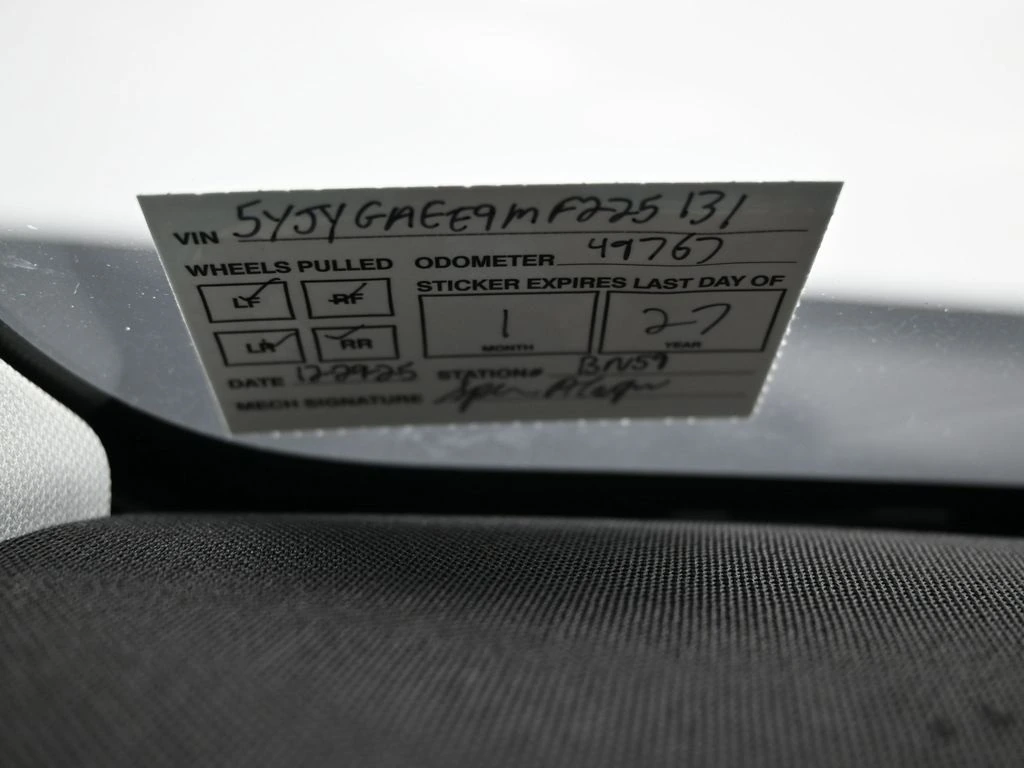 VIN 5YJYGAEE9MF225131
WHEELS PULLED
ODOMETER 49767
LF RF
STICKER EXPIRES LAST DAY OF
1 27
MONTH YEAR
LR RR
DATE 12-29-25 STATION# BN59
MECH SIGNATURE